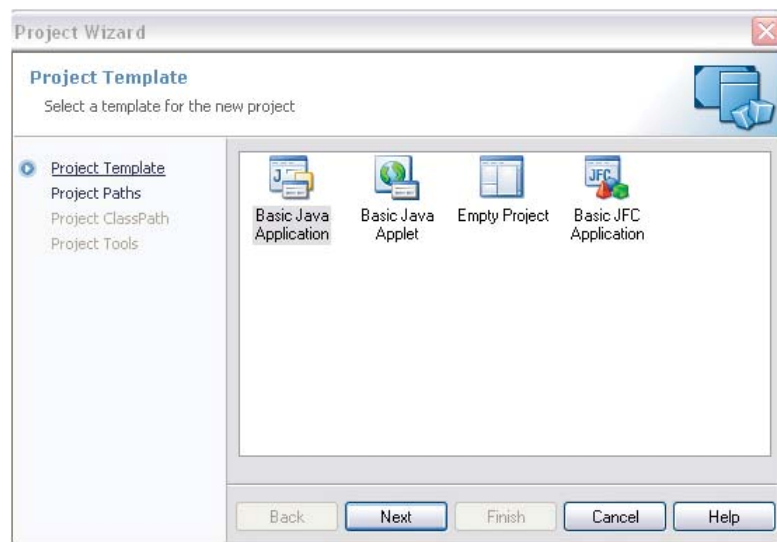 Project Wizard
Project Template
Select a template for the new project
Project Template
Project Paths
Project ClassPath
Project Tools
J
Basic Java
Application
Basic Java
Applet
Empty Project
JFC
Basic JFC
Application
Back
Next
Finish
Cancel
Help